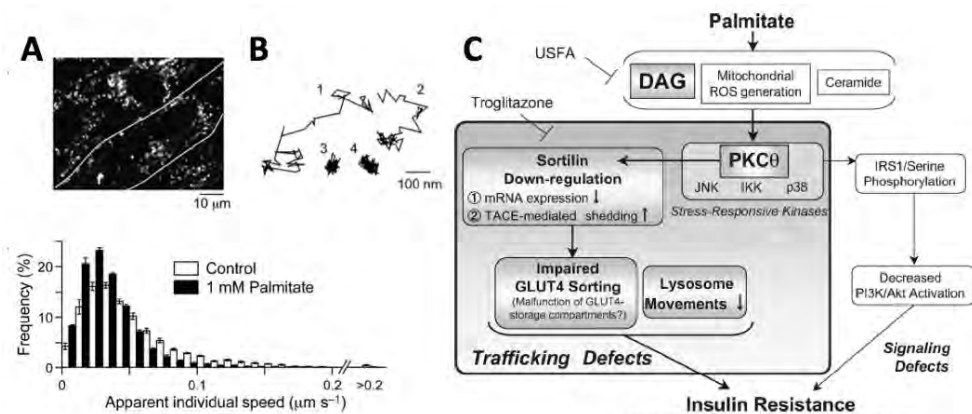 A
10 μm
B
1
2
3
4
100 nm
Frequency (%)
20
10
0
Control
1 mM Palmitate
0
0.1
0.2
>0.2
Apparent individual speed (μm s⁻¹)
C
Palmitate
USFA
DAG
Mitochondrial
ROS generation
Ceramide
Troglitazone
Sortilin
Down-regulation
① mRNA expression ↓
② TACE-mediated shedding ↑
PKCθ
JNK IKK p38
Stress-Responsive Kinases
IRS1/Serine
Phosphorylation
Impaired
GLUT4 Sorting
(Malfunction of GLUT4-
storage compartments?)
Lysosome
Movements ↓
Decreased
PI3K/Akt Activation
Trafficking Defects
Signaling
Defects
Insulin Resistance